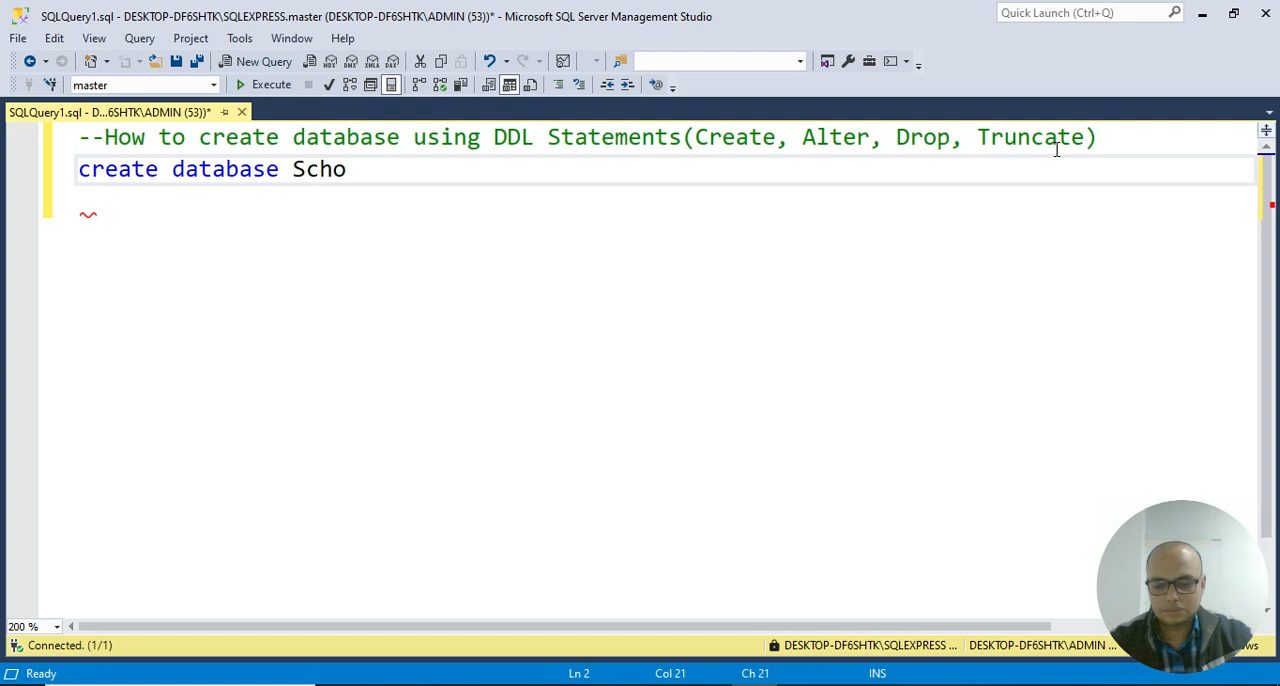 SQLQuery1.sql - DESKTOP-DF6SHTK\SQLEXPRESS.master (DESKTOP-DF6SHTK\ADMIN (53))* - Microsoft SQL Server Management Studio
Quick Launch (Ctrl+Q)
File Edit View Query Project Tools Window Help
New Query
master
Execute
SQLQuery1.sql - D...6SHTK\ADMIN (53))*
--How to create database using DDL Statements(Create, Alter, Drop, Truncate)
create database Scho
200 %
Connected. (1/1)
DESKTOP-DF6SHTK\SQLEXPRESS ...
DESKTOP-DF6SHTK\ADMIN ...
Ready
Ln 2
Col 21
Ch 21
INS